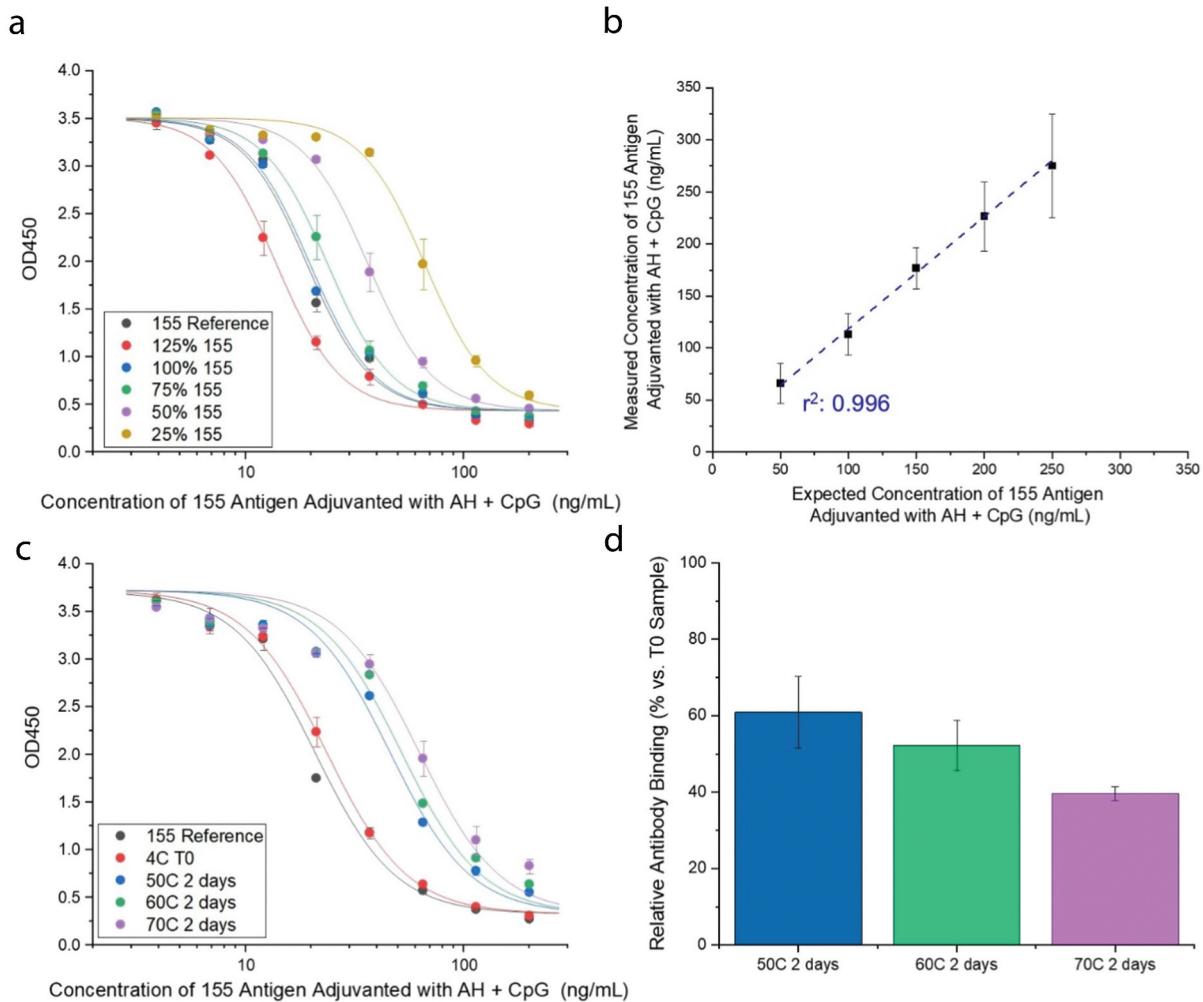 a
4.0
3.5
3.0
2.5
2.0
1.5
1.0
0.5
0.0
OD450
155 Reference
125% 155
100% 155
75% 155
50% 155
25% 155
10
100
Concentration of 155 Antigen Adjuvanted with AH + CpG (ng/mL)
b
350
300
250
200
150
100
50
0
Measured Concentration of 155 Antigen
Adjuvanted with AH + CpG (ng/mL)
r²: 0.996
0 50 100 150 200 250 300 350
Expected Concentration of 155 Antigen
Adjuvanted with AH + CpG (ng/mL)
c
4.0
3.5
3.0
2.5
2.0
1.5
1.0
0.5
0.0
OD450
155 Reference
4C T0
50C 2 days
60C 2 days
70C 2 days
10
100
Concentration of 155 Antigen Adjuvanted with AH + CpG (ng/mL)
d
100
80
60
40
20
0
Relative Antibody Binding (% vs. T0 Sample)
50C 2 days
60C 2 days
70C 2 days